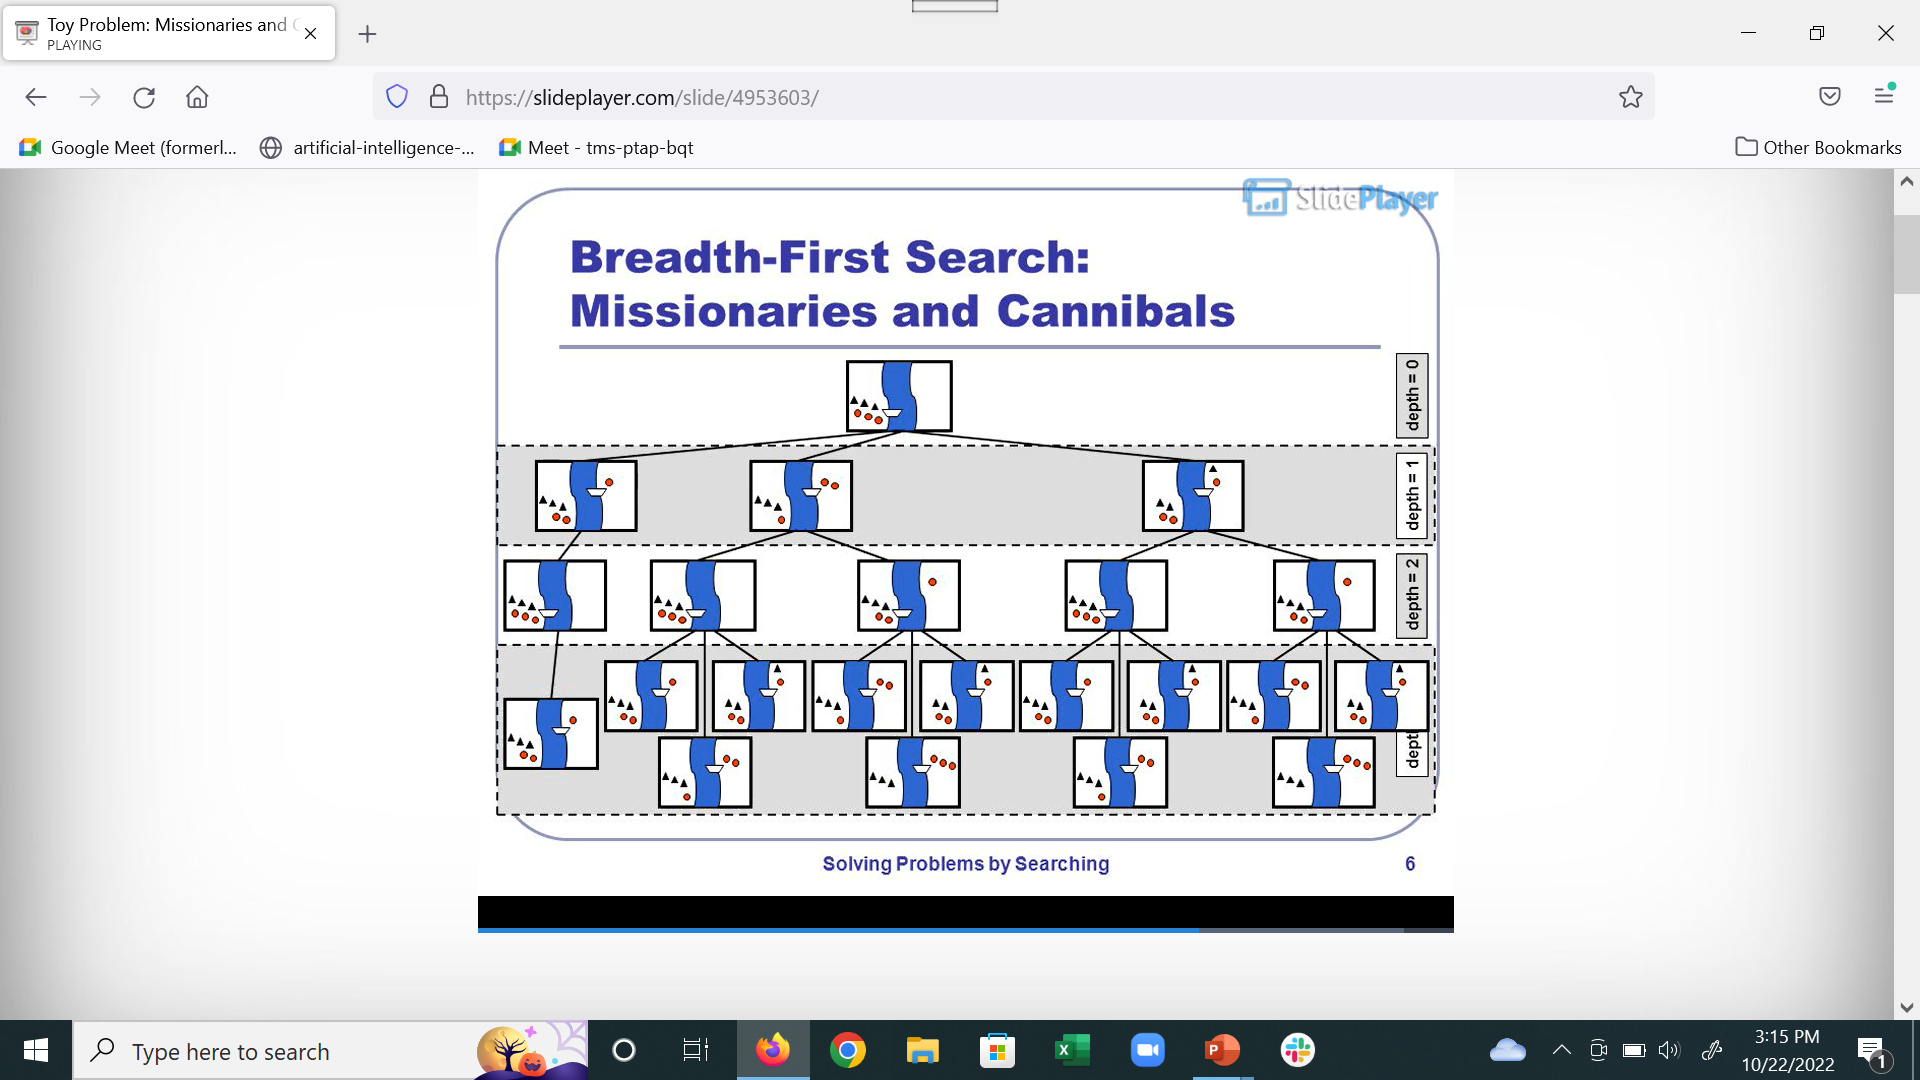 Toy Problem: Missionaries and C
PLAYING
https://slideplayer.com/slide/4953603/
Google Meet (formerl...
artificial-intelligence-...
Meet - tms-ptap-bqt
Other Bookmarks
SlidePlayer
Breadth-First Search:
Missionaries and Cannibals
depth = 0
depth = 1
depth = 2
dept
Solving Problems by Searching
6
Type here to search
3:15 PM
10/22/2022
1